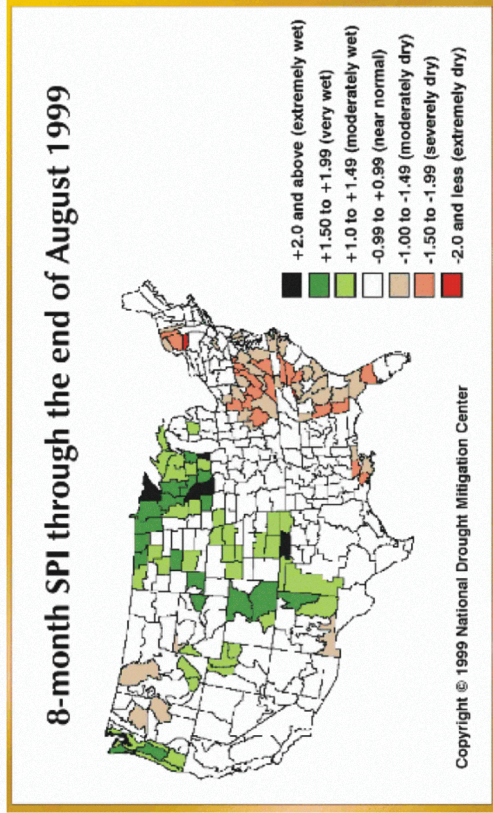 8-month SPI through the end of August 1999
+2.0 and above (extremely wet)
+1.50 to +1.99 (very wet)
+1.0 to +1.49 (moderately wet)
-0.99 to +0.99 (near normal)
-1.00 to -1.49 (moderately dry)
-1.50 to -1.99 (severely dry)
-2.0 and less (extremely dry)
Copyright © 1999 National Drought Mitigation Center